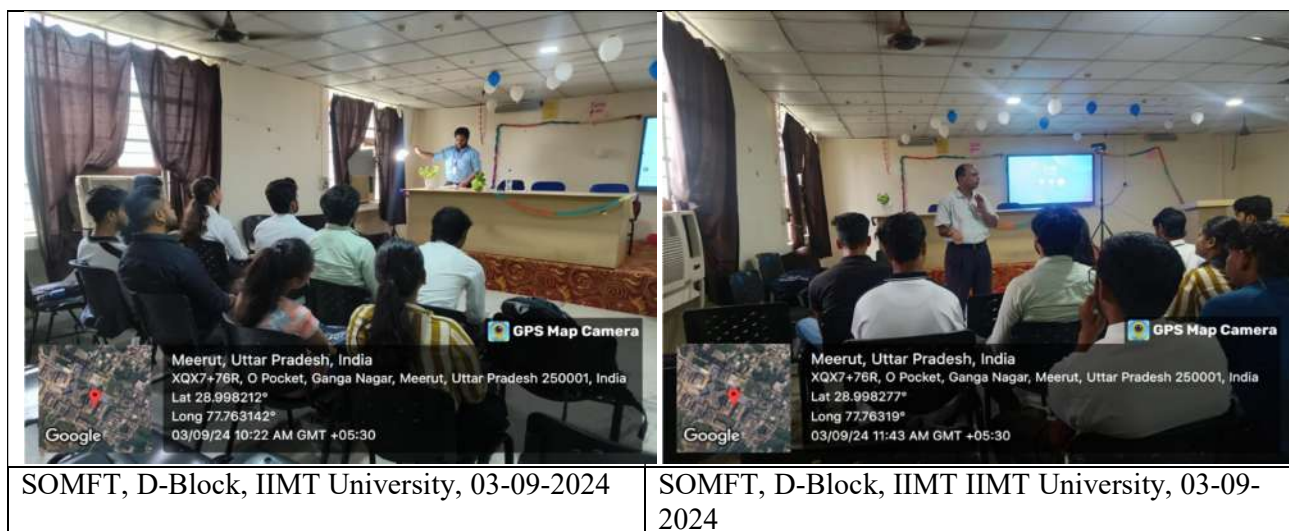 GPS Map Camera
Meerut, Uttar Pradesh, India
XQX7+76R, O Pocket, Ganga Nagar, Meerut, Uttar Pradesh 250001, India
Lat 28.998212°
Long 77.763142°
03/09/24 10:22 AM GMT +05:30
Google
GPS Map Camera
Meerut, Uttar Pradesh, India
XQX7+76R, O Pocket, Ganga Nagar, Meerut, Uttar Pradesh 250001, India
Lat 28.998277°
Long 77.76319°
03/09/24 11:43 AM GMT +05:30
Google
SOMFT, D-Block, IIMT University, 03-09-2024
SOMFT, D-Block, IIMT IIMT University, 03-09-
2024